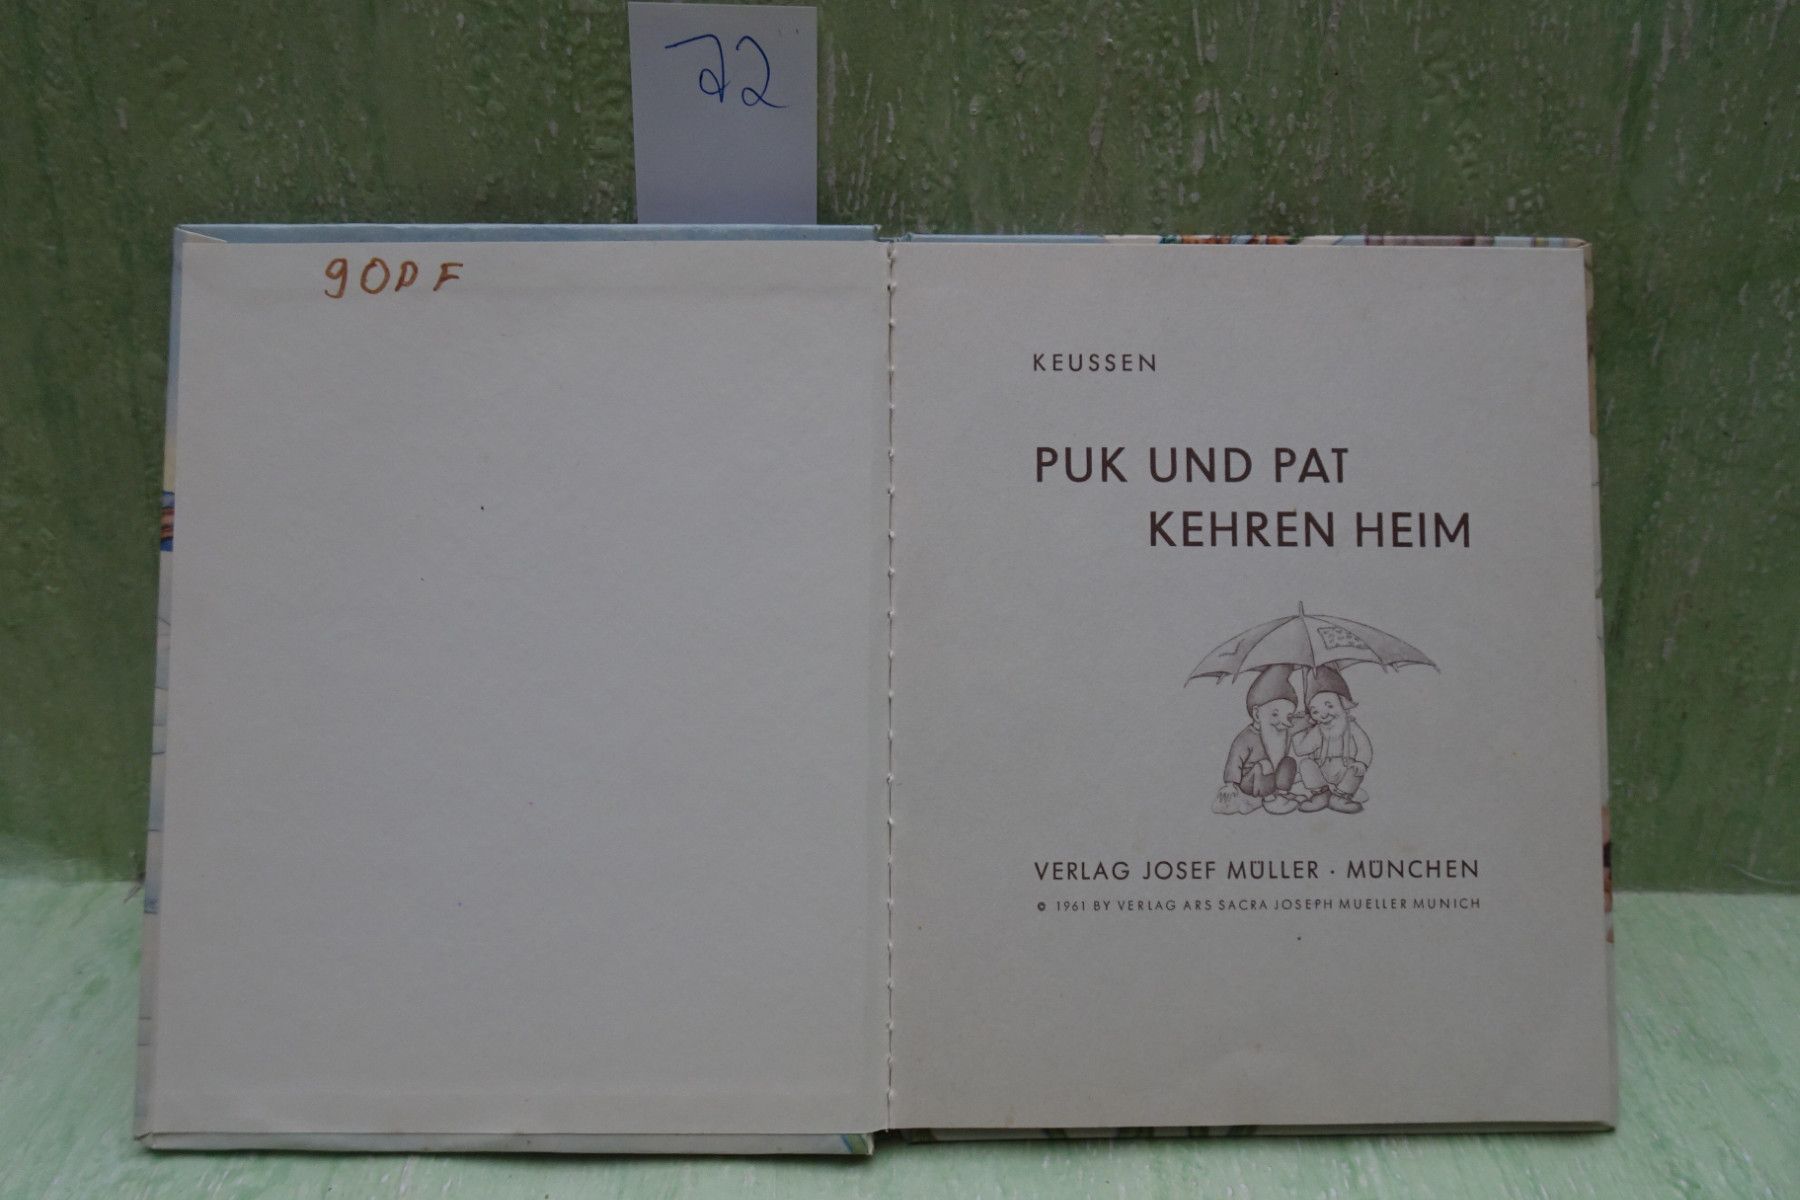 72
90 D F
KEUSSEN
PUK UND PAT
KEHREN HEIM
VERLAG JOSEF MÜLLER · MÜNCHEN
© 1961 BY VERLAG ARS SACRA JOSEPH MUELLER MUNICH